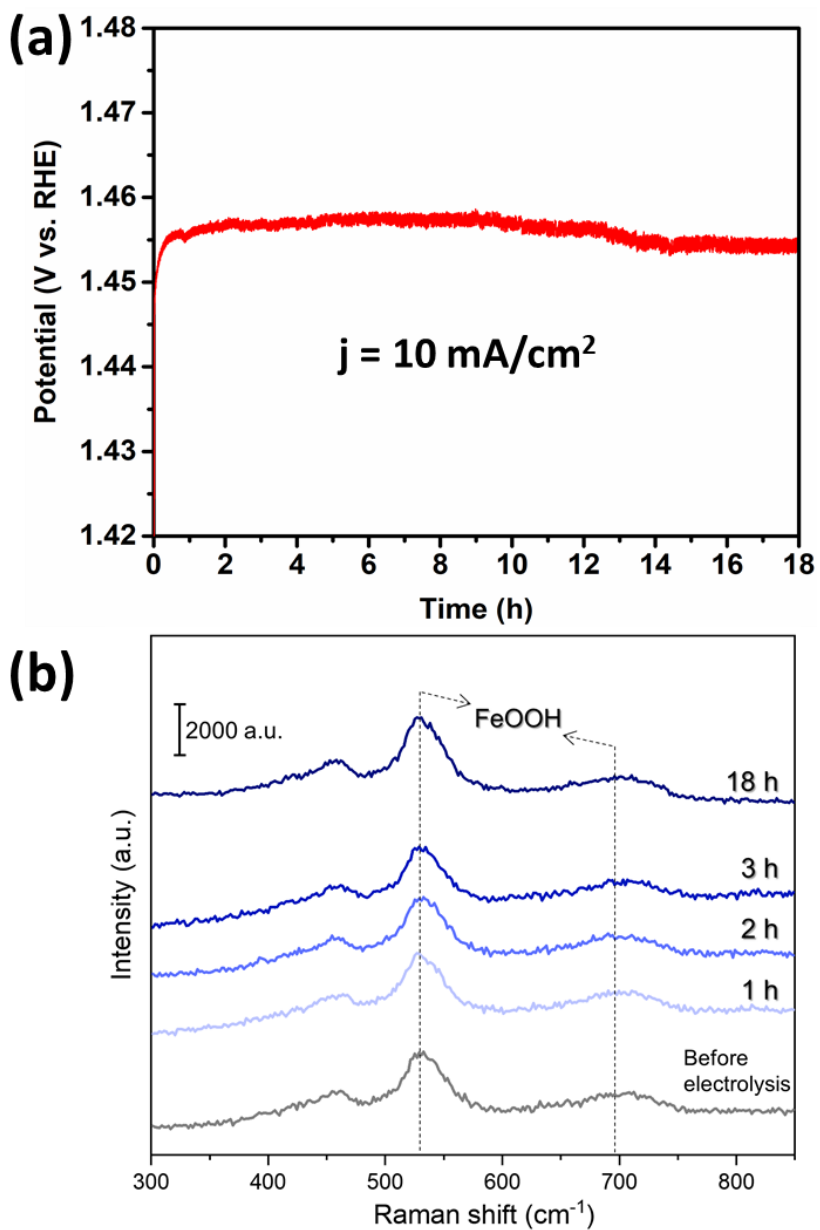 (a)
1.48
1.47
1.46
1.45
1.44
1.43
1.42
Potential (V vs. RHE)
j = 10 mA/cm²
0 2 4 6 8 10 12 14 16 18
Time (h)
(b)
2000 a.u.
FeOOH
18 h
3 h
2 h
1 h
Before
electrolysis
Intensity (a.u.)
300 400 500 600 700 800
Raman shift (cm⁻¹)